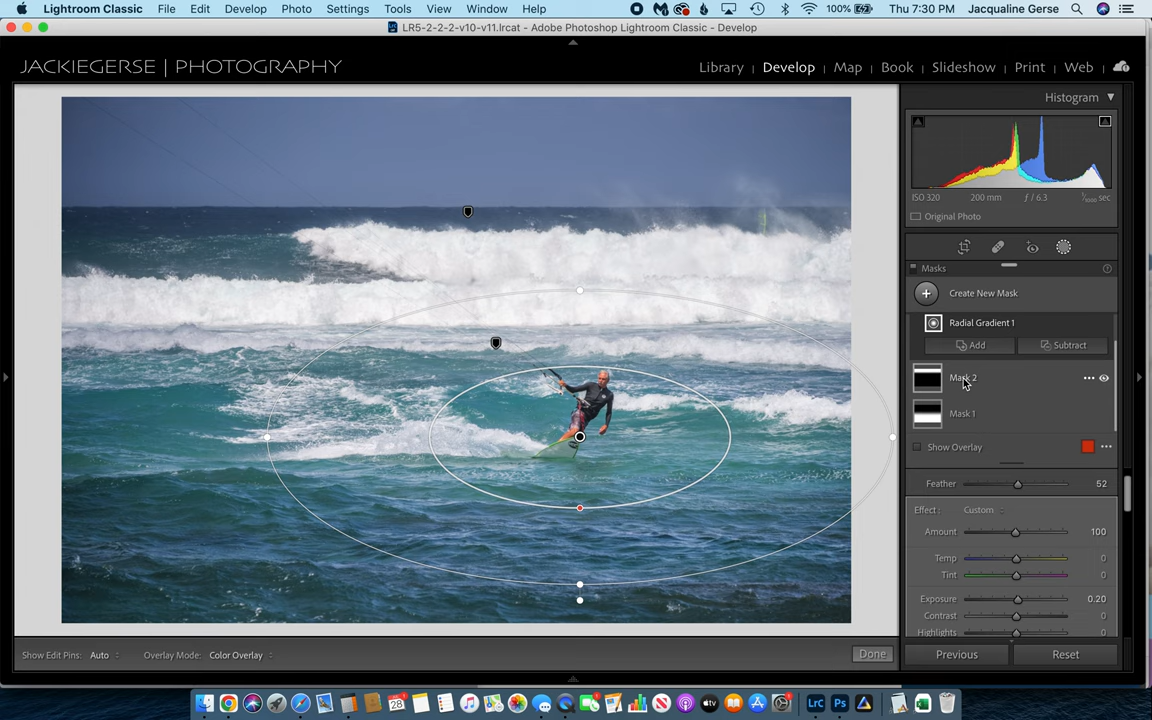 Lightroom Classic File Edit Develop Photo Settings Tools View Window Help 100% Thu 7:30 PM Jacqualine Gerse
LR5-2-2-2-v10-v11.lrcat - Adobe Photoshop Lightroom Classic - Develop
JACKIEGERSE | PHOTOGRAPHY Library | Develop | Map | Book | Slideshow | Print | Web
Histogram
ISO 320 200 mm ƒ / 6.3 1/1000 sec
Original Photo
Masks
Create New Mask
Radial Gradient 1
Add Subtract
Mask 2
Mask 1
Show Overlay
Feather 52
Effect: Custom
Amount 100
Temp 0
Tint 0
Exposure 0.20
Contrast 0
Highlights 0
Show Edit Pins: Auto Overlay Mode: Color Overlay Done Previous Reset